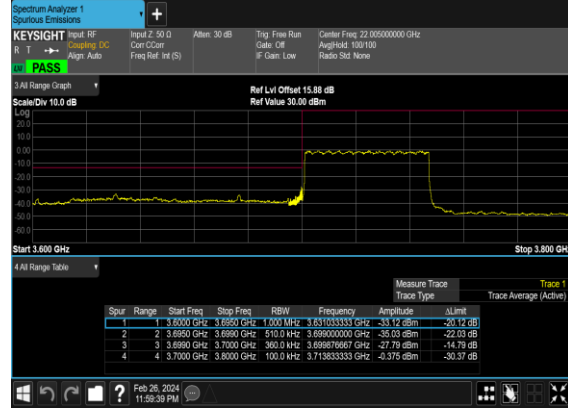 Spectrum Analyzer 1
Spurious Emissions
+
KEYSIGHT Input: RF Input Z: 50 Ω Atten: 30 dB Trig: Free Run Center Freq: 22.005000000 GHz
R T Coupling: DC Corr CCorr Gate: Off Avg|Hold: 100/100
Align: Auto Freq Ref: Int (S) IF Gain: Low Radio Std: None
PASS
3 All Range Graph
Ref Lvl Offset 15.88 dB
Scale/Div 10.0 dB Ref Value 30.00 dBm
Log
20.0
10.0
0.00
-10.0
-20.0
-30.0
-40.0
-50.0
-60.0
Start 3.600 GHz Stop 3.800 GHz
4 All Range Table
Measure Trace Trace 1
Trace Type Trace Average (Active)
Spur Range Start Freq Stop Freq RBW Frequency Amplitude ΔLimit
1 1 3.6000 GHz 3.6950 GHz 1.000 MHz 3.631033333 GHz -33.12 dBm -20.12 dB
2 2 3.6950 GHz 3.6990 GHz 510.0 kHz 3.699000000 GHz -35.03 dBm -22.03 dB
3 3 3.6990 GHz 3.7000 GHz 360.0 kHz 3.699876667 GHz -27.79 dBm -14.79 dB
4 4 3.7000 GHz 3.8000 GHz 100.0 kHz 3.713833333 GHz -0.375 dBm -30.37 dB
? Feb 26, 2024
11:59:39 PM